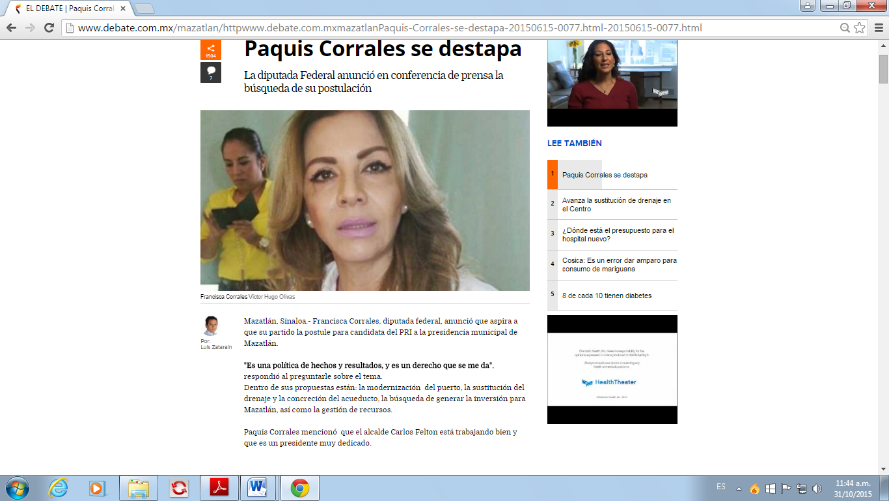 EL DEBATE | Paquis Corral
www.debate.com.mx/mazatlan/httpwww.debate.com.mxmazatlanPaquis-Corrales-se-destapa-20150615-0077.html-20150615-0077.html
Paquis Corrales se destapa
La diputada Federal anunció en conferencia de prensa la
búsqueda de su postulación
Francisca Corrales Víctor Hugo Olivas
Por:
Luis Zatarain
Mazatlán, Sinaloa.- Francisca Corrales, diputada federal, anunció que aspira a
que su partido la postule para candidata del PRI a la presidencia municipal de
Mazatlán.
"Es una política de hechos y resultados, y es un derecho que se me da",
respondió al preguntarle sobre el tema.
Dentro de sus propuestas están: la modernización del puerto, la sustitución del
drenaje y la concreción del acueducto, la búsqueda de generar la inversión para
Mazatlán, así como la gestión de recursos.
Paquis Corrales mencionó que el alcalde Carlos Felton está trabajando bien y
que es un presidente muy dedicado.
LEE TAMBIÉN
1 Paquis Corrales se destapa
2 Avanza la sustitución de drenaje en
el Centro
3 ¿Dónde está el presupuesto para el
hospital nuevo?
4 Cosica: Es un error dar amparo para
consumo de mariguana
5 8 de cada 10 tienen diabetes
HealthTheater
ES
11:44 a.m.
31/10/2015